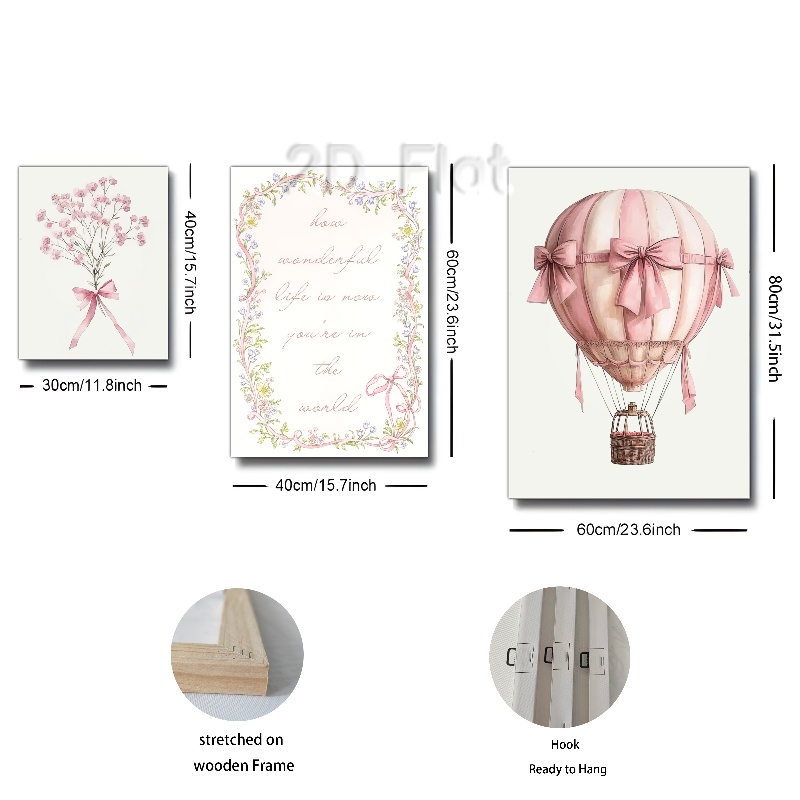 2D Flat
how
wonderful
life is now
you're in
the
world
40cm/15.7inch
30cm/11.8inch
60cm/23.6inch
40cm/15.7inch
80cm/31.5inch
60cm/23.6inch
stretched on
wooden Frame
Hook
Ready to Hang